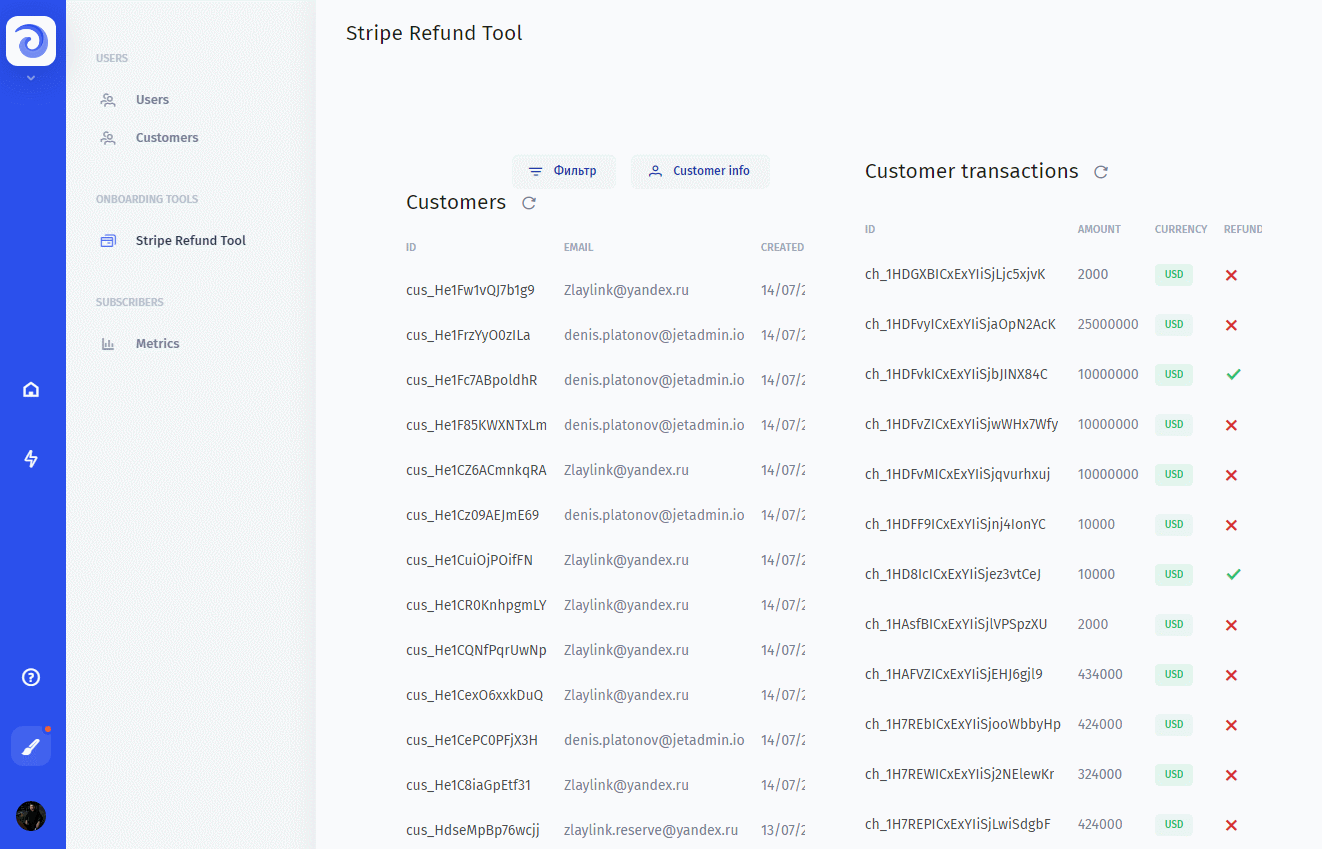 Stripe Refund Tool
USERS
Users
Customers
ONBOARDING TOOLS
Stripe Refund Tool
SUBSCRIBERS
Metrics
Фильтр Customer info
Customers
ID EMAIL CREATED
cus_He1Fw1vQJ7b1g9 Zlaylink@yandex.ru 14/07/2
cus_He1FrzYyO0zILa denis.platonov@jetadmin.io 14/07/2
cus_He1Fc7ABpoldhR denis.platonov@jetadmin.io 14/07/2
cus_He1F85KWXNTxLm denis.platonov@jetadmin.io 14/07/2
cus_He1CZ6ACmnkqRA Zlaylink@yandex.ru 14/07/2
cus_He1Cz09AEJmE69 denis.platonov@jetadmin.io 14/07/2
cus_He1CuiOjPOifFN Zlaylink@yandex.ru 14/07/2
cus_He1CR0KnhpgmLY Zlaylink@yandex.ru 14/07/2
cus_He1CQNfPqrUwNp Zlaylink@yandex.ru 14/07/2
cus_He1CexO6xxkDuQ Zlaylink@yandex.ru 14/07/2
cus_He1CePC0PFjX3H denis.platonov@jetadmin.io 14/07/2
cus_He1C8iaGpEtf31 Zlaylink@yandex.ru 14/07/2
cus_HdseMpBp76wcjj zlaylink.reserve@yandex.ru 13/07/2
Customer transactions
ID AMOUNT CURRENCY REFUND
ch_1HDGXBICxExYIiSjLjc5xjvK 2000 USD
ch_1HDFvyICxExYIiSjaOpN2AcK 25000000 USD
ch_1HDFvkICxExYIiSjbJINX84C 10000000 USD
ch_1HDFvZICxExYIiSjwWHx7Wfy 10000000 USD
ch_1HDFvMICxExYIiSjqvurhxuj 10000000 USD
ch_1HDFF9ICxExYIiSjnj4IonYC 10000 USD
ch_1HD8IcICxExYIiSjez3vtCeJ 10000 USD
ch_1HAsfBICxExYIiSjlVPSpzXU 2000 USD
ch_1HAFVZICxExYIiSjEHJ6gjl9 434000 USD
ch_1H7REbICxExYIiSjooWbbyHp 424000 USD
ch_1H7REWICxExYIiSj2NElewKr 324000 USD
ch_1H7REPICxExYIiSjLwiSdgbF 424000 USD